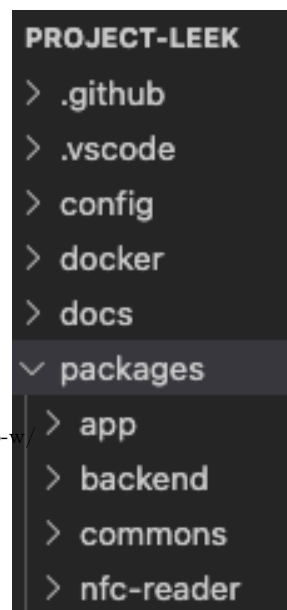 PROJECT-LEEK
.github
.vscode
config
docker
docs
packages
-w/
app
backend
commons
nfc-reader